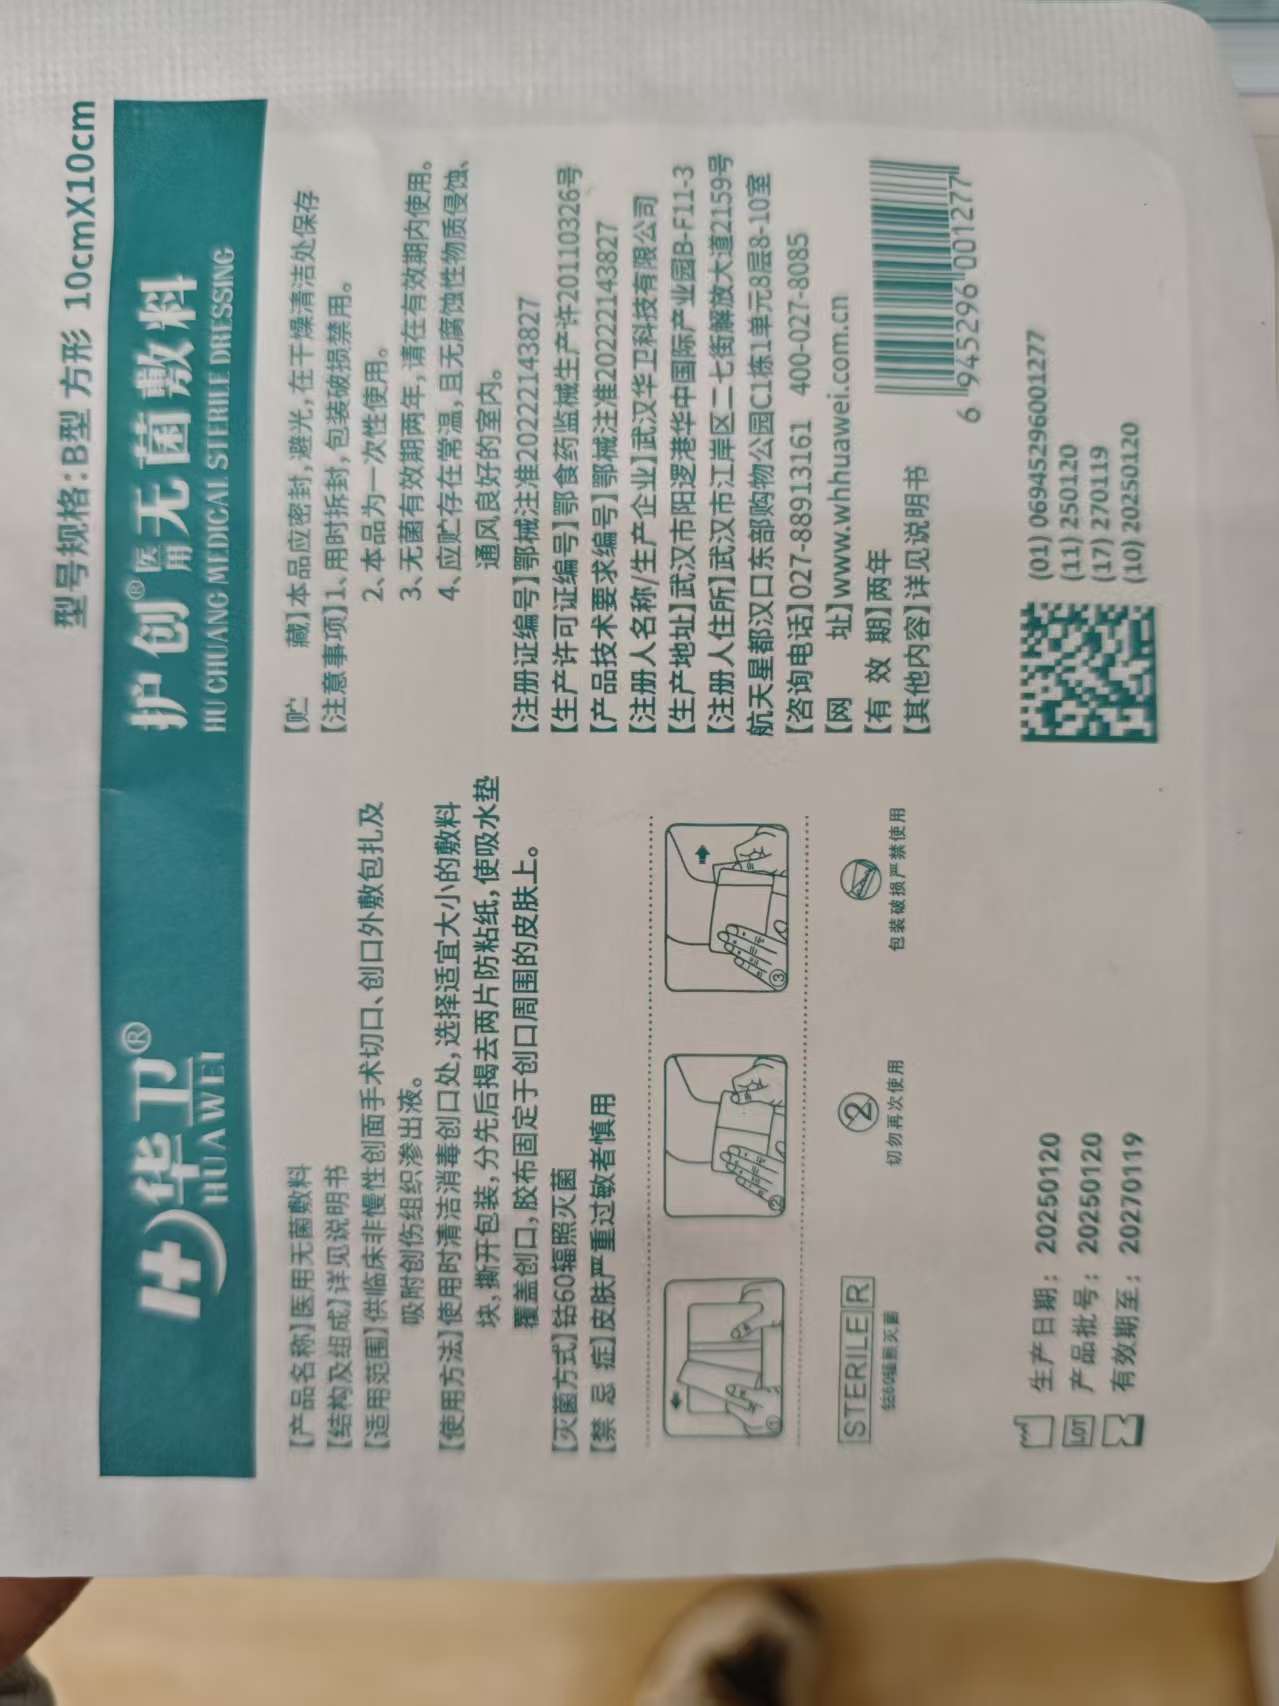 型号规格：B型 方形 10cmX10cm
华卫®
HUAWEI
护创®医用无菌敷料
HU CHUANG MEDICAL STERILE DRESSING
【产品名称】医用无菌敷料
【结构及组成】详见说明书
【适用范围】供临床非慢性创面手术切口、创口外敷包扎及
吸附创伤组织渗出液。
【使用方法】使用时清洁消毒创口处，选择适宜大小的敷料
块，撕开包装，分先后揭去两片防粘纸，使吸水垫
覆盖创口，胶布固定于创口周围的皮肤上。
【灭菌方式】钴60辐照灭菌
【禁 忌 症】皮肤严重过敏者慎用
①
②
③
STERILE R
钴60辐照灭菌
2
切勿再次使用
包装破损严禁使用
生产日期：20250120
LOT 产品批号：20250120
有效期至：20270119
【贮 藏】本品应密封，避光，在干燥清洁处保存
【注意事项】1、用时拆封，包装破损禁用。
2、本品为一次性使用。
3、无菌有效期两年，请在有效期内使用。
4、应贮存在常温，且无腐蚀性物质侵蚀、
通风良好的室内。
【注册证编号】鄂械注准20222143827
【生产许可证编号】鄂食药监械生产许20110326号
【产品技术要求编号】鄂械注准20222143827
【注册人名称/生产企业】武汉华卫科技有限公司
【生产地址】武汉市阳逻港华中国际产业园B-F11-3
【注册人住所】武汉市江岸区二七街解放大道2159号
航天星都汉口东部购物公园C1栋1单元8层8-10室
【咨询电话】027-88913161 400-027-8085
【网 址】www.whhuawei.com.cn
【有 效 期】两年
【其他内容】详见说明书
6 945296 001277
(01) 06945296001277
(11) 250120
(17) 270119
(10) 20250120